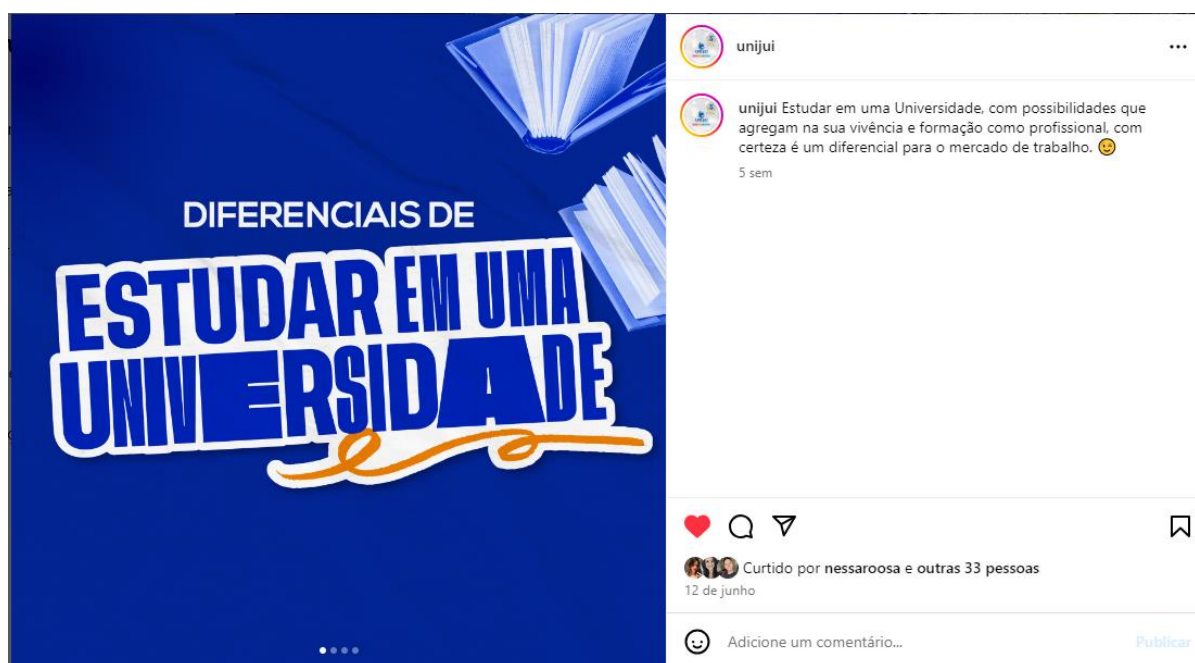 DIFERENCIAIS DE
ESTUDAR EM UMA
UNIVERSIDADE
unijui
unijui Estudar em uma Universidade, com possibilidades que
agregam na sua vivência e formação como profissional, com
certeza é um diferencial para o mercado de trabalho. 😉
5 sem
Curtido por nessaroosa e outras 33 pessoas
12 de junho
Adicione um comentário...
Publicar